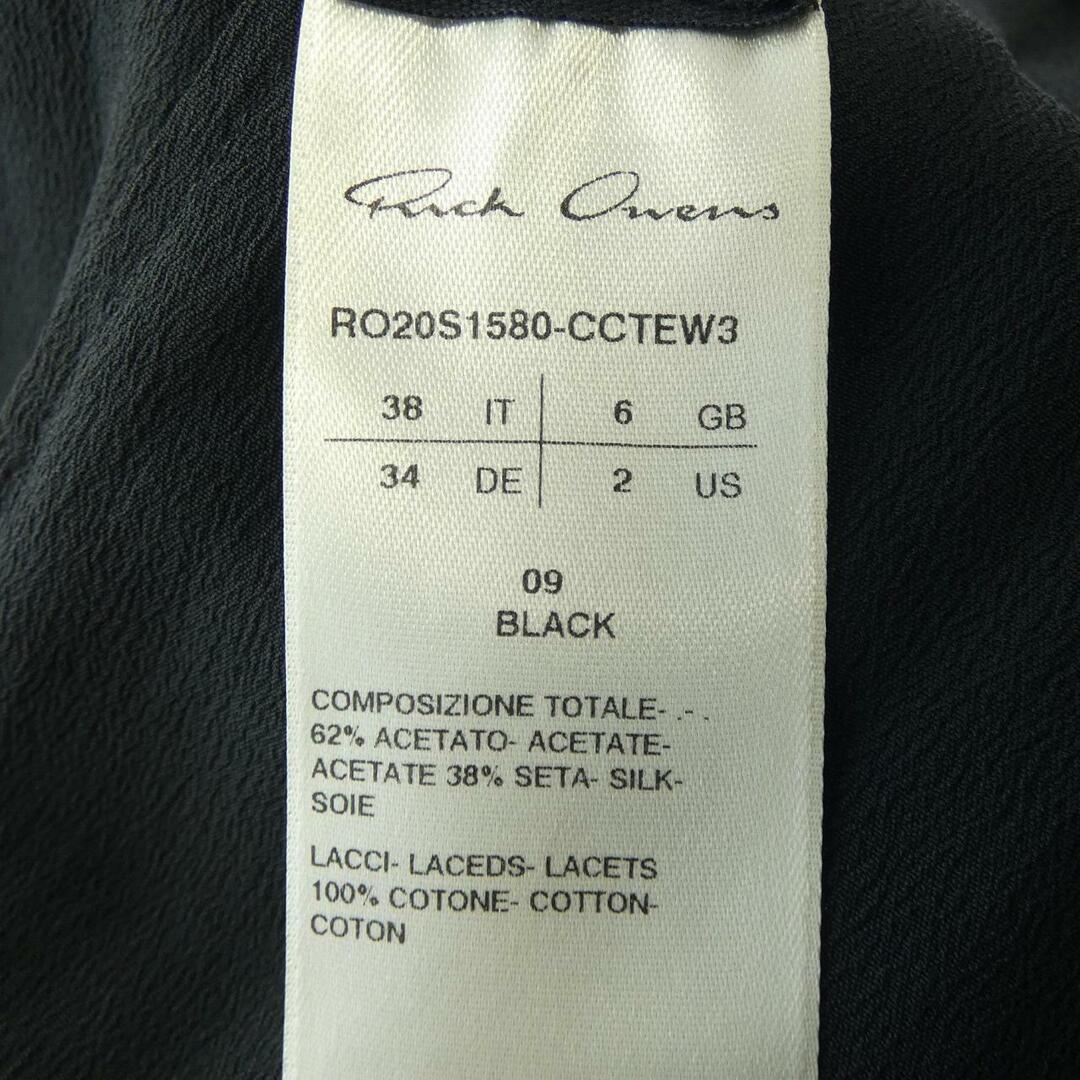 Rick Owens
RO20S1580-CCTEW3
38 IT 6 GB
34 DE 2 US
09
BLACK
COMPOSIZIONE TOTALE- .- .
62% ACETATO- ACETATE-
ACETATE 38% SETA- SILK-
SOIE
LACCI- LACEDS- LACETS
100% COTONE- COTTON-
COTON